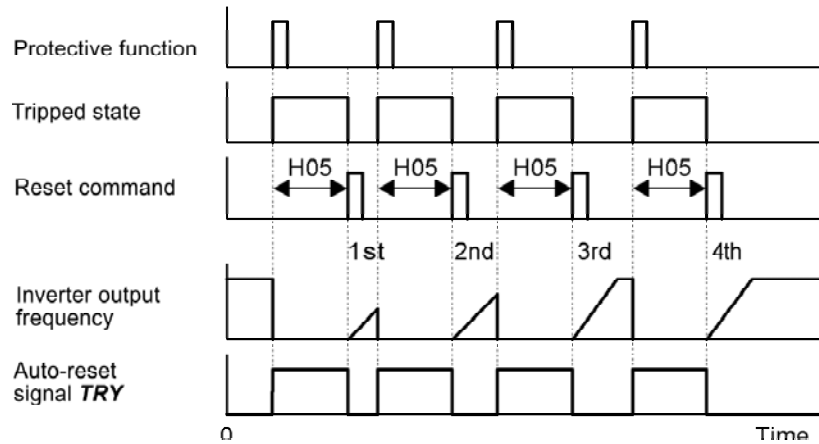 Protective function
Tripped state
H05 H05 H05 H05
Reset command
1st 2nd 3rd 4th
Inverter output
frequency
Auto-reset
signal TRY
0 Time